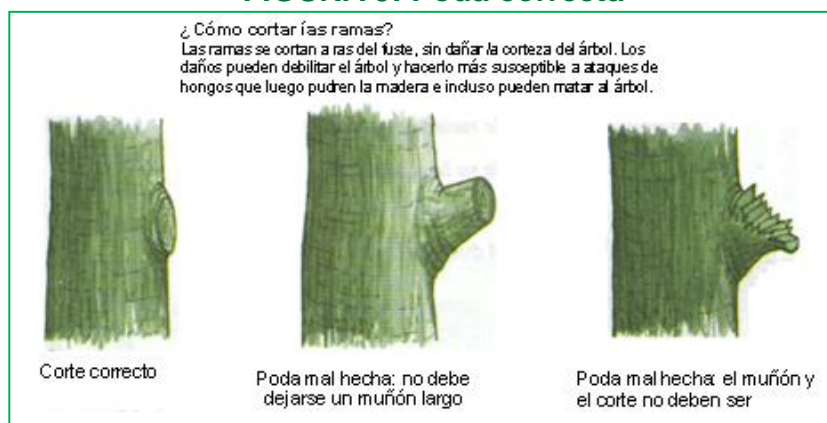 ¿Cómo cortar ías ramas?
Las ramas se cortan a ras del fuste, sin dañar la corteza del árbol. Los
daños pueden debilitar el árbol y hacerlo más susceptible a ataques de
hongos que luego pudren la madera e incluso pueden matar al árbol.
Corte correcto
Poda mal hecha: no debe
dejarse un muñón largo
Poda mal hecha: el muñón y
el corte no deben ser